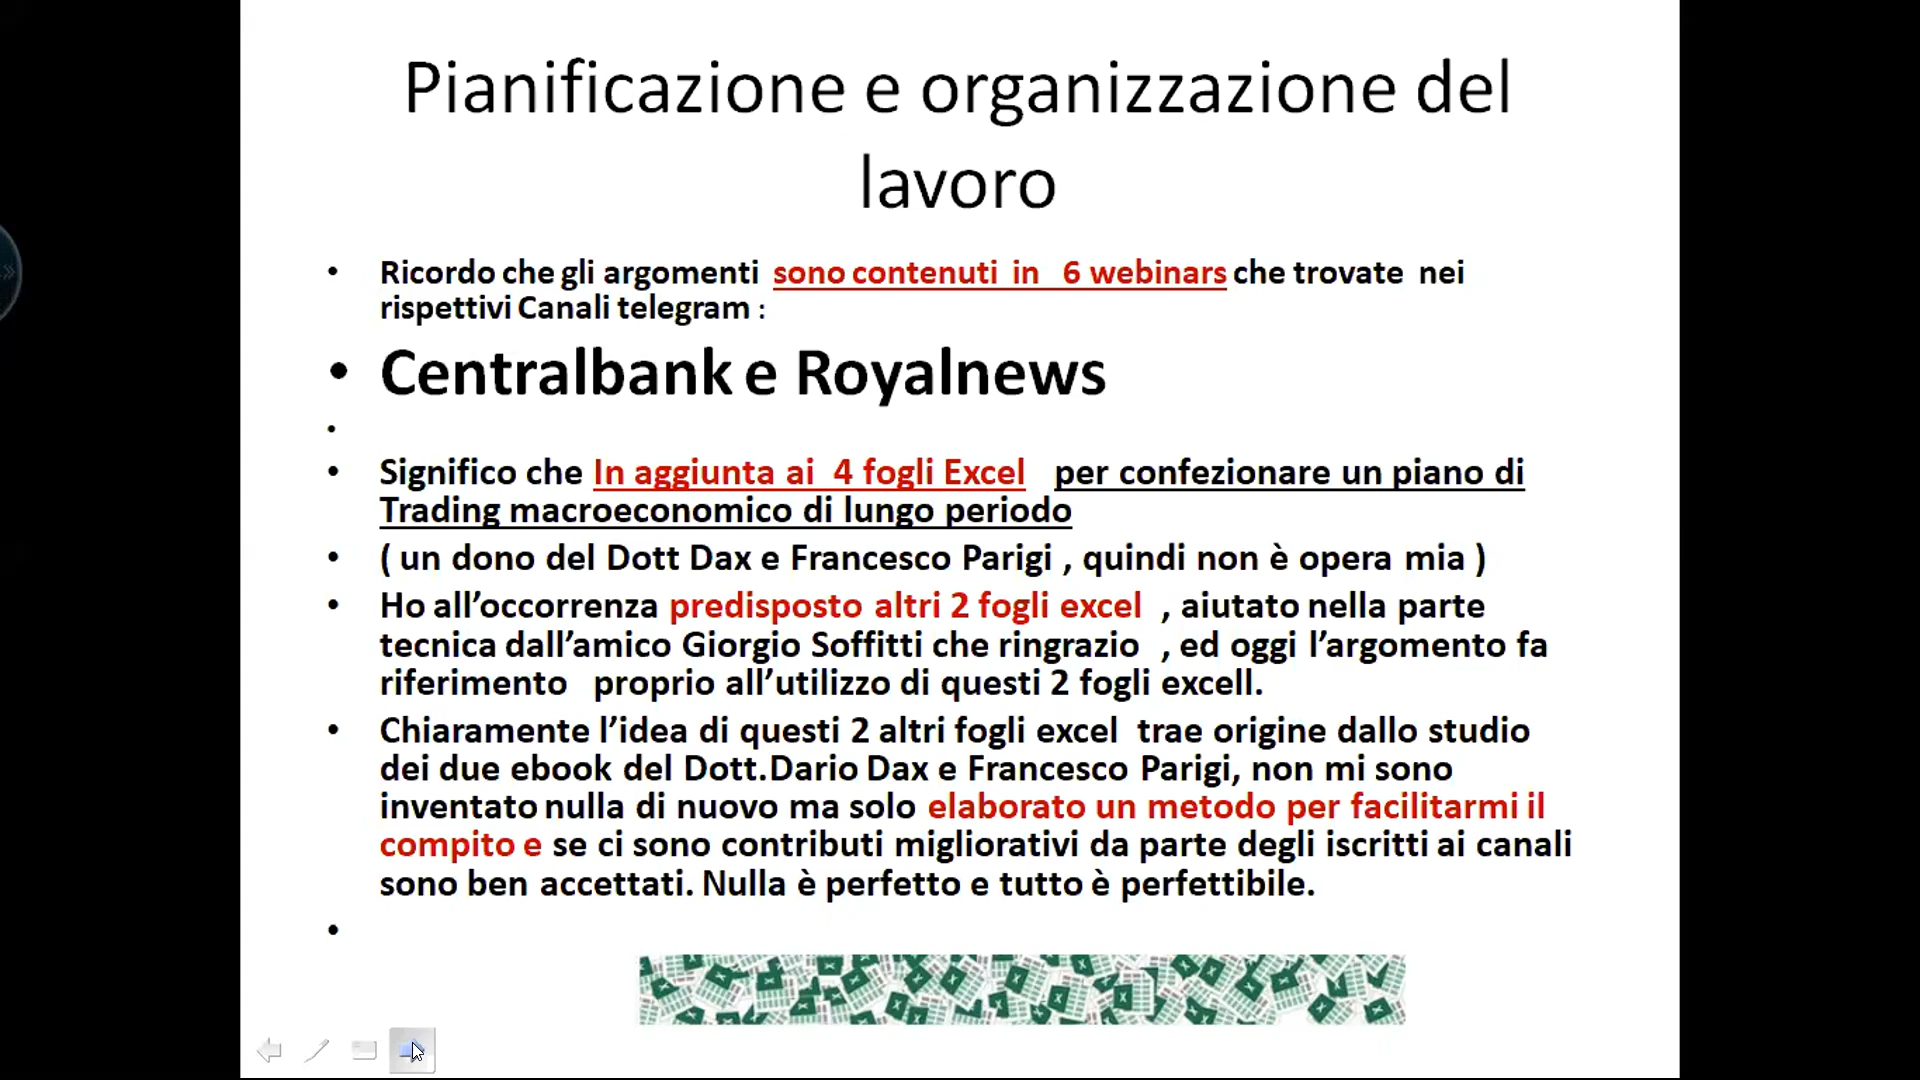 Pianificazione e organizzazione del
lavoro
• Ricordo che gli argomenti sono contenuti in 6 webinars che trovate nei
rispettivi Canali telegram :
• Centralbank e Royalnews
•
• Significo che In aggiunta ai 4 fogli Excel per confezionare un piano di
Trading macroeconomico di lungo periodo
• ( un dono del Dott Dax e Francesco Parigi , quindi non è opera mia )
• Ho all’occorrenza predisposto altri 2 fogli excel , aiutato nella parte
tecnica dall’amico Giorgio Soffitti che ringrazio , ed oggi l’argomento fa
riferimento proprio all’utilizzo di questi 2 fogli excell.
• Chiaramente l’idea di questi 2 altri fogli excel trae origine dallo studio
dei due ebook del Dott.Dario Dax e Francesco Parigi, non mi sono
inventato nulla di nuovo ma solo elaborato un metodo per facilitarmi il
compito e se ci sono contributi migliorativi da parte degli iscritti ai canali
sono ben accettati. Nulla è perfetto e tutto è perfettibile.
•